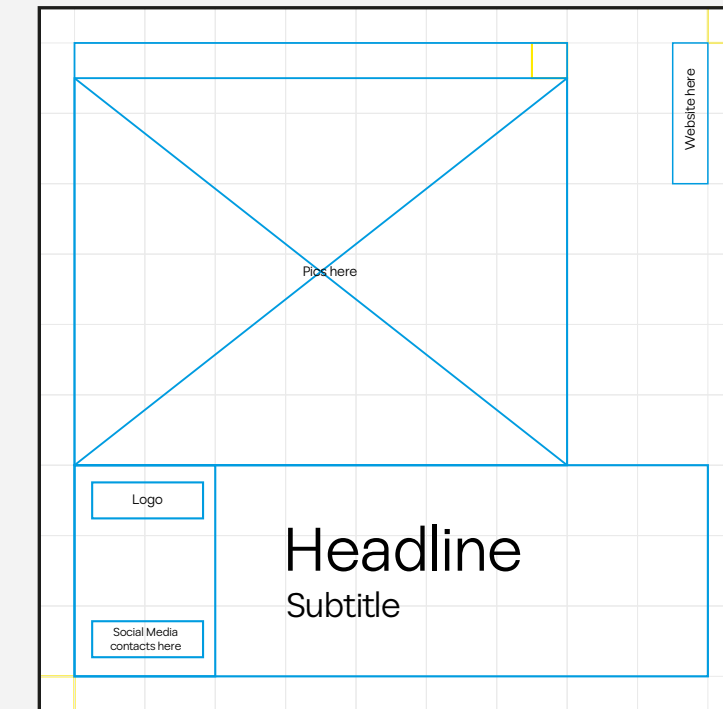 Website here
Pics here
Logo
Headline
Subtitle
Social Media
contacts here